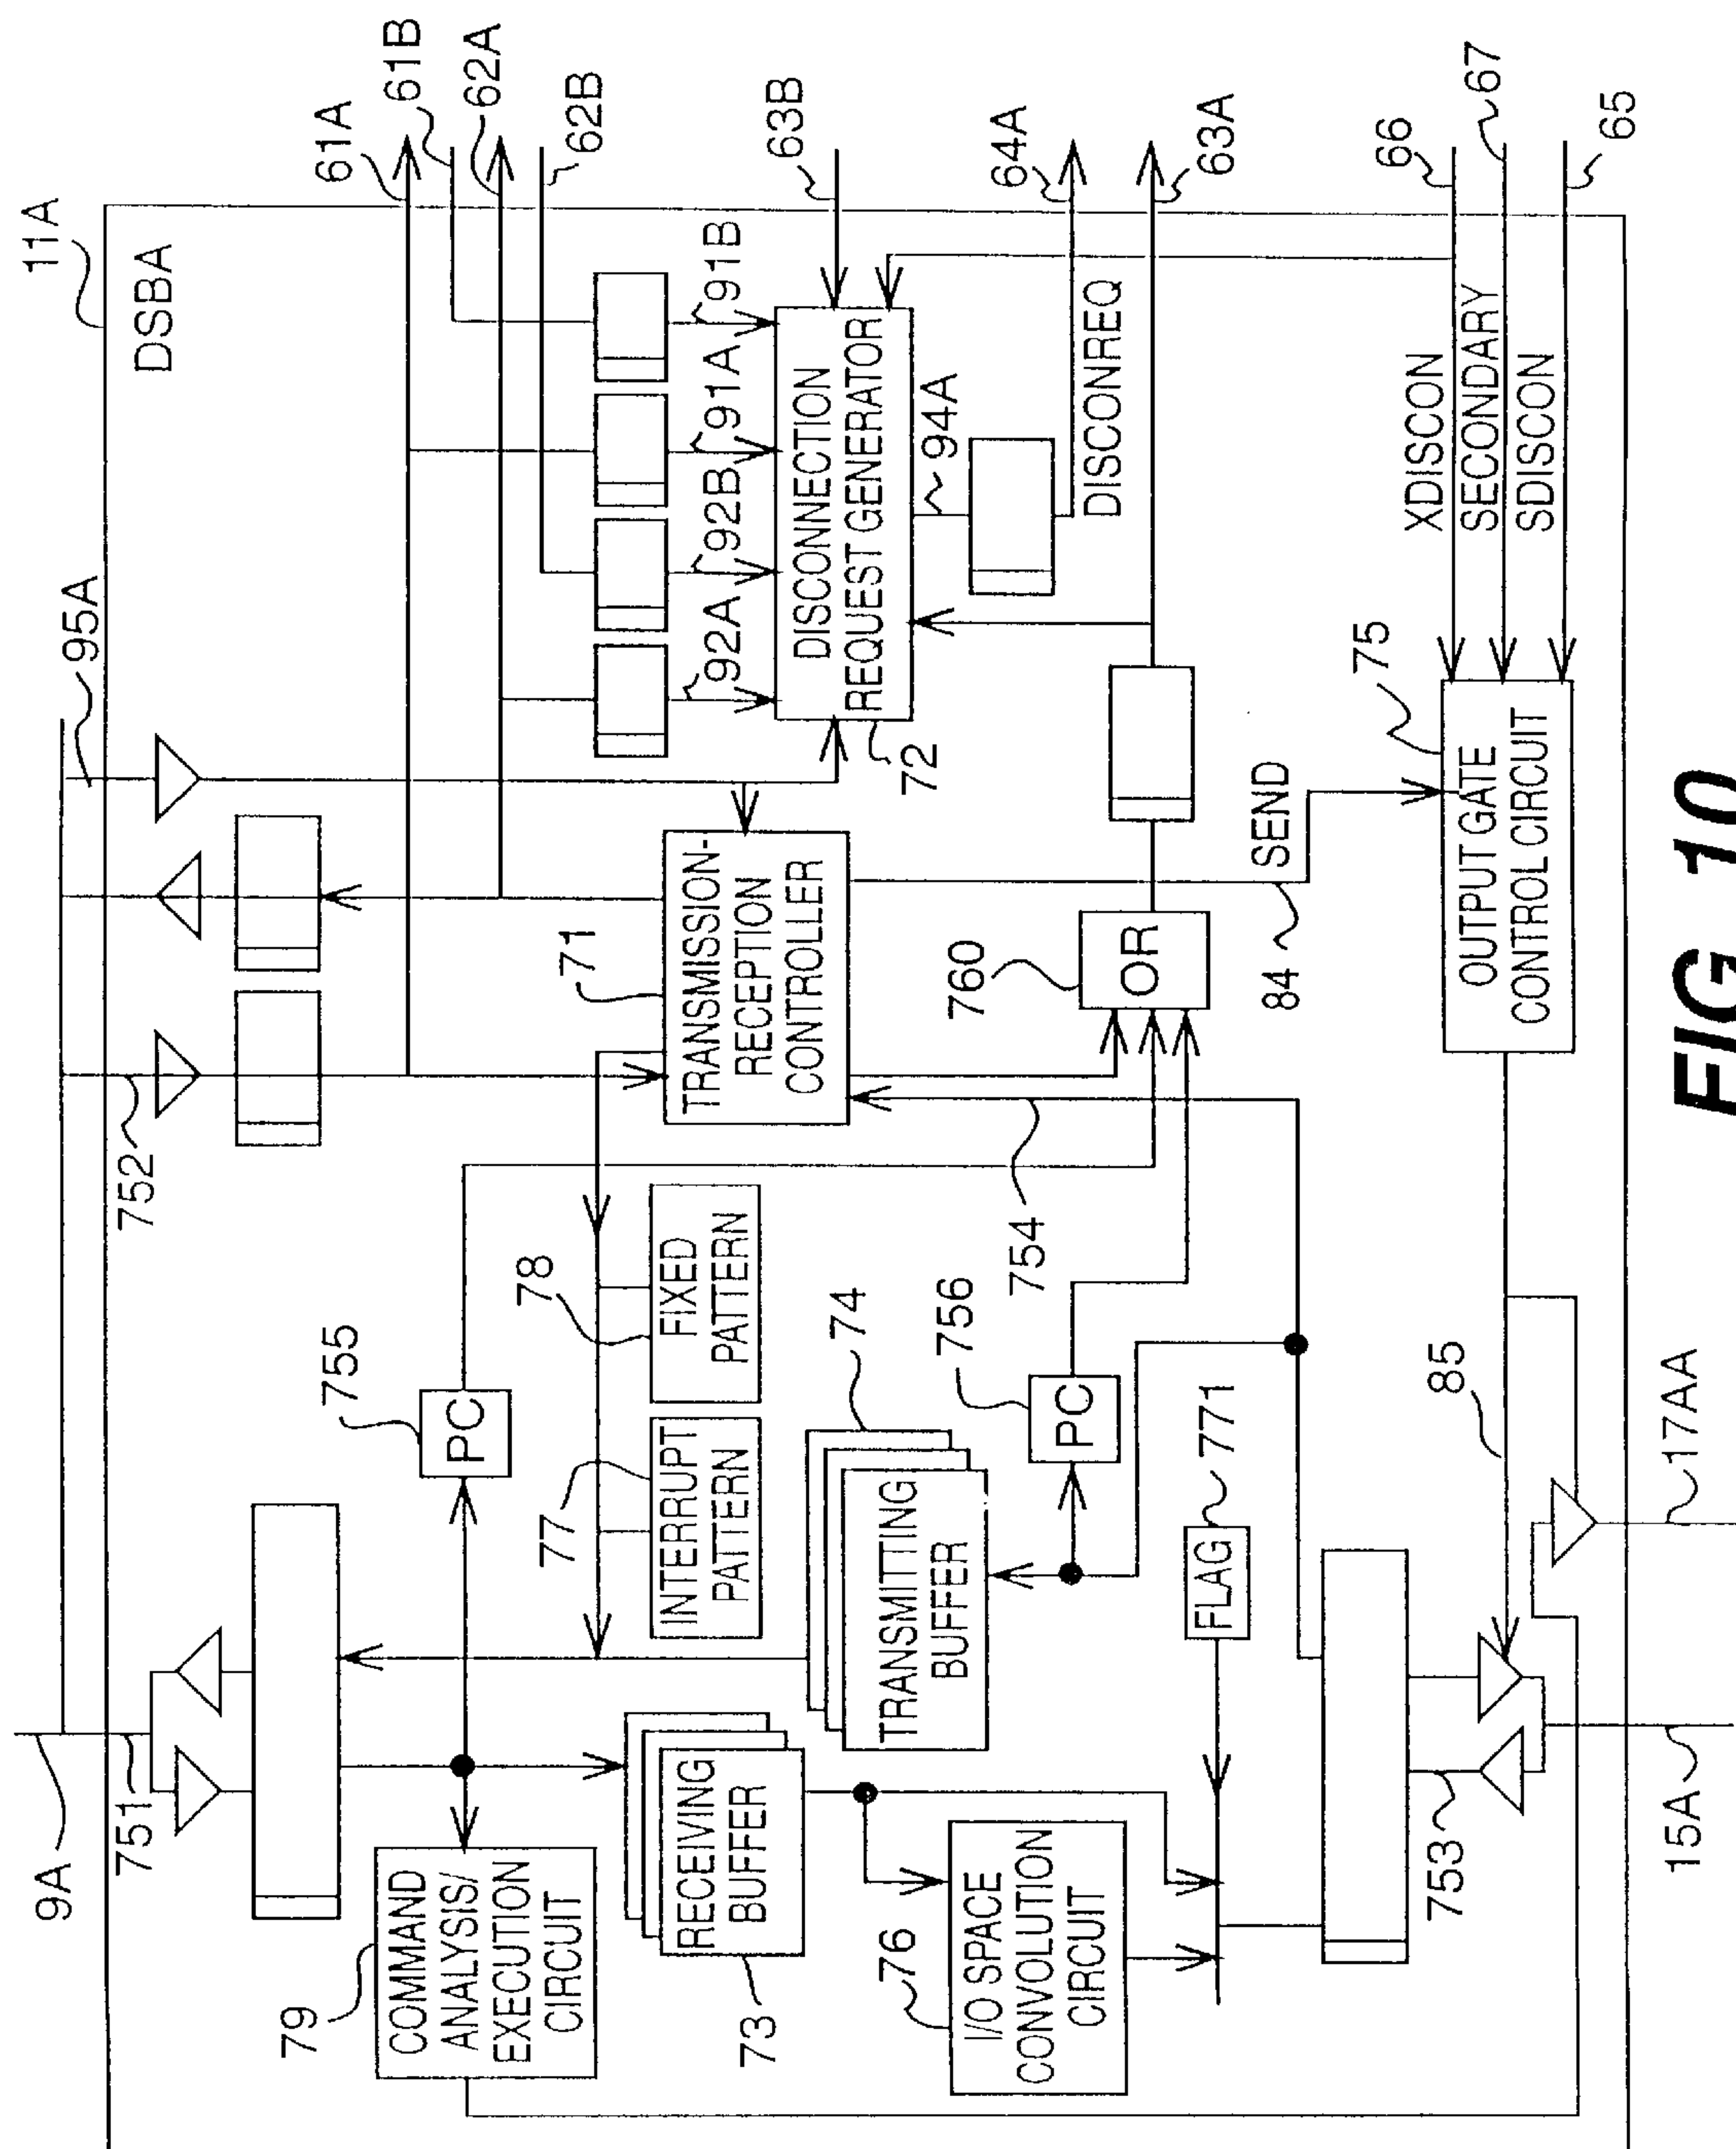 11A
DSBA
9A
751
752
95A
61A
61B
62A
62B
63B
64A
63A
66
67
65
79
COMMAND
ANALYSIS/
EXECUTION
CIRCUIT
755
PC
77
INTERRUPT
PATTERN
78
FIXED
PATTERN
71
TRANSMISSION-
RECEPTION
CONTROLLER
92A
92B
91A
91B
72
DISCONNECTION
REQUEST GENERATOR
94A
DISCONREQ
73
RECEIVING
BUFFER
74
TRANSMITTING
BUFFER
756
PC
754
760
OR
84
SEND
76
I/O SPACE
CONVOLUTION
CIRCUIT
771
FLAG
75
OUTPUT GATE
CONTROL CIRCUIT
XDISCON
SECONDARY
SDISCON
753
85
15A
17AA
FIG. 10